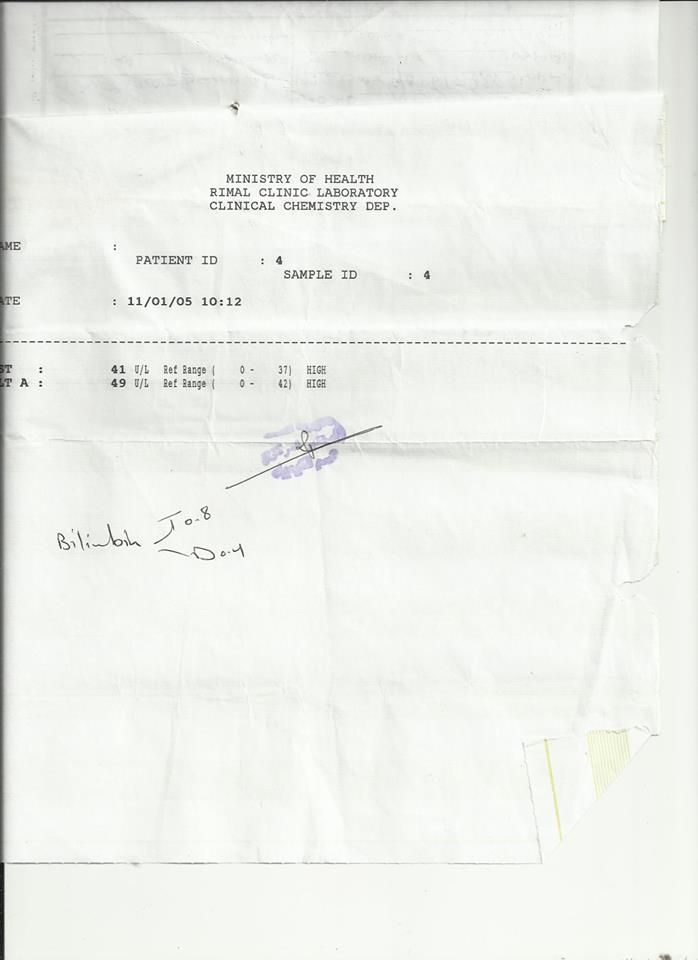 MINISTRY OF HEALTH
RIMAL CLINIC LABORATORY
CLINICAL CHEMISTRY DEP.
AME :
PATIENT ID : 4
SAMPLE ID : 4
ATE : 11/01/05 10:12
ST : 41 U/L Ref Range ( 0 - 37) HIGH
LT A : 49 U/L Ref Range ( 0 - 42) HIGH
T 0.8
Bilirubin
D 0.4